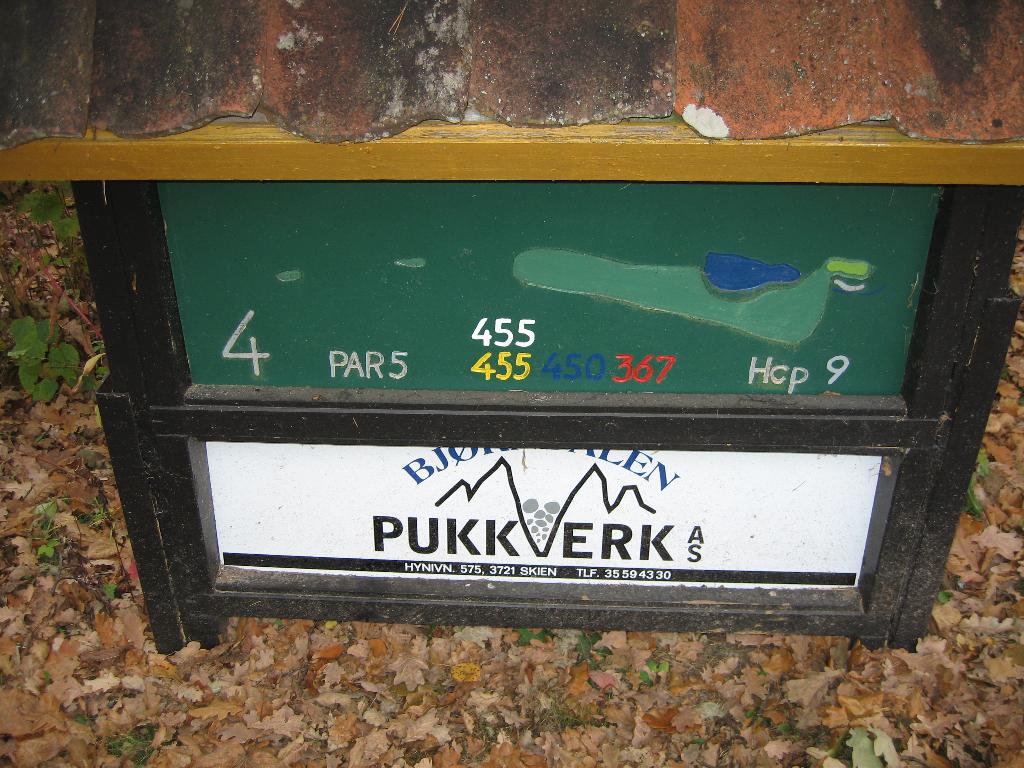 455
4 PAR5 455 450 367 Hcp 9
PUKKVERK AS
HYNIVN. 575, 3721 SKIEN TLF. 35594330